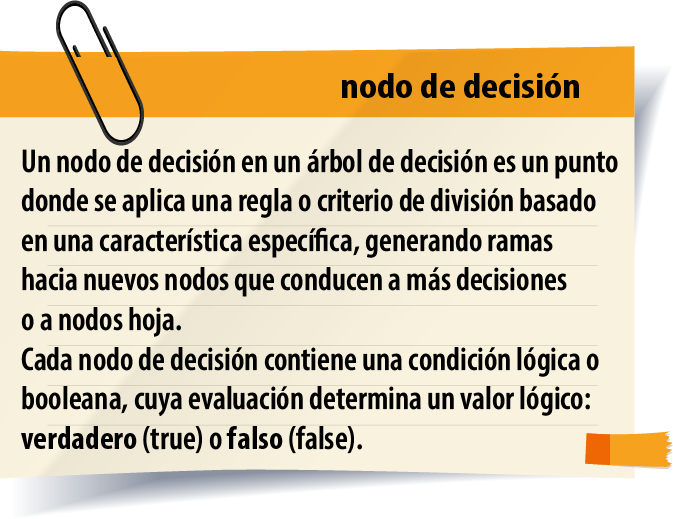 nodo de decisión
Un nodo de decisión en un árbol de decisión es un punto
donde se aplica una regla o criterio de división basado
en una característica específica, generando ramas
hacia nuevos nodos que conducen a más decisiones
o a nodos hoja.
Cada nodo de decisión contiene una condición lógica o
booleana, cuya evaluación determina un valor lógico:
verdadero (true) o falso (false).